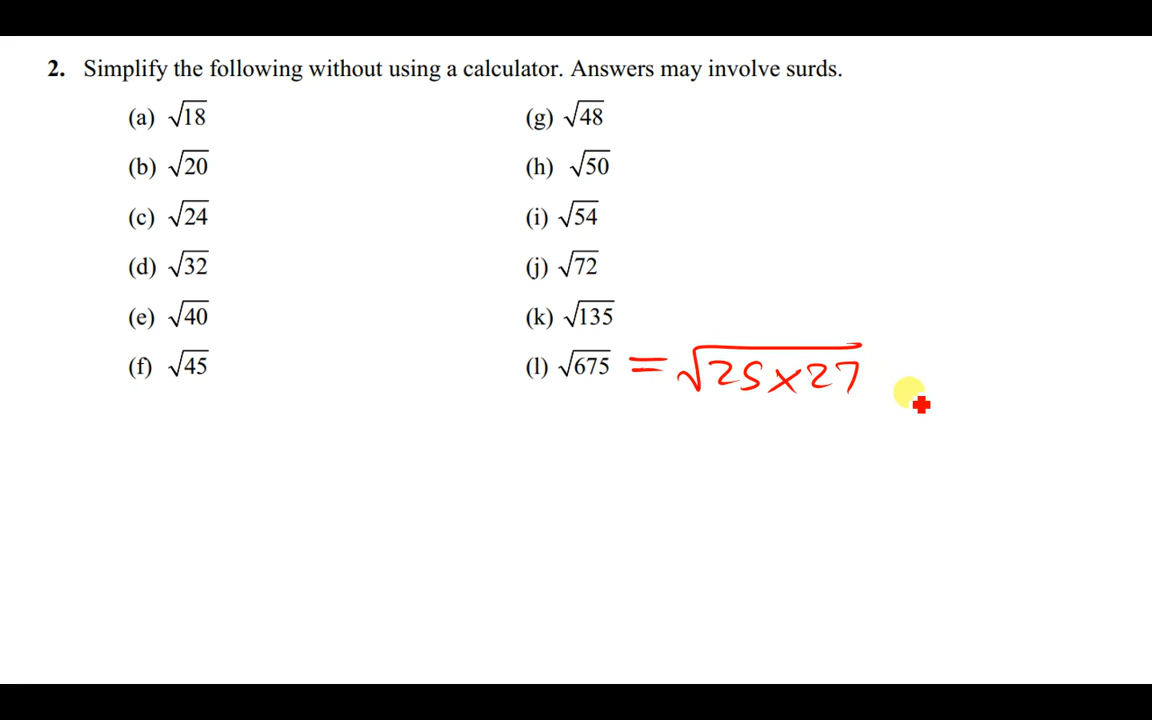 2. Simplify the following without using a calculator. Answers may involve surds.
(a) √18
(b) √20
(c) √24
(d) √32
(e) √40
(f) √45
(g) √48
(h) √50
(i) √54
(j) √72
(k) √135
(l) √675 = √25×27